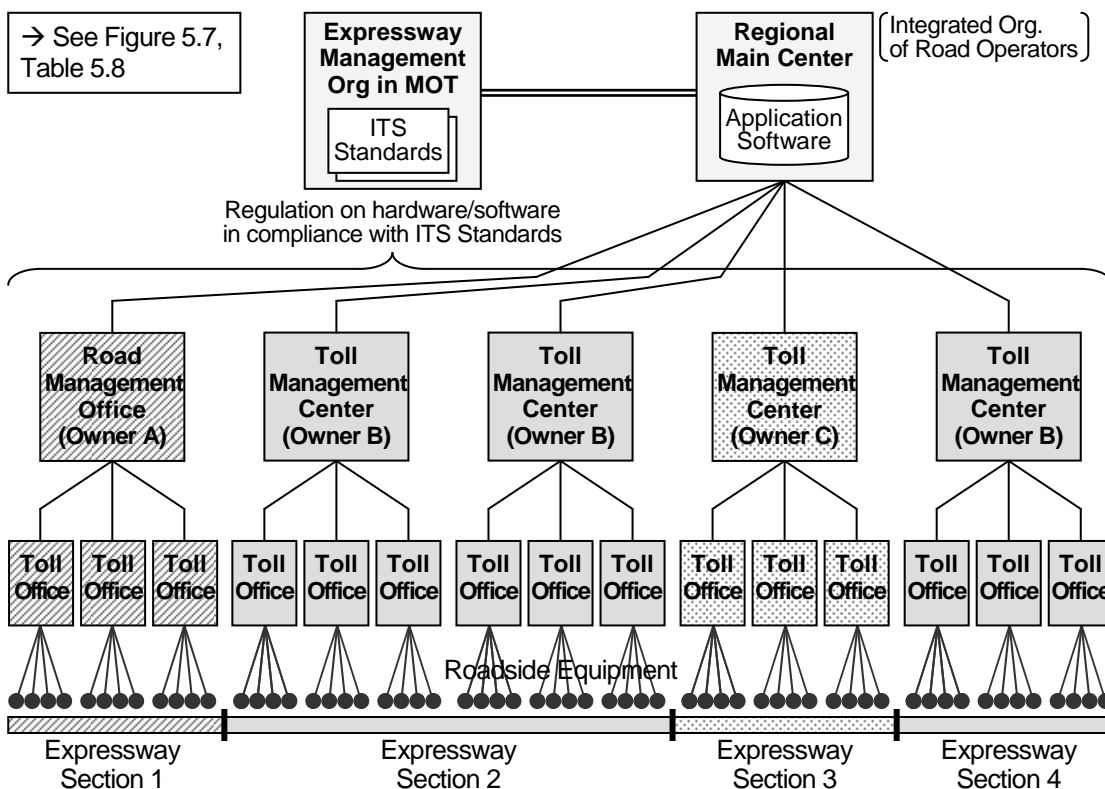 → See Figure 5.7,
Table 5.8
Expressway
Management
Org in MOT
ITS
Standards
Regional
Main Center
Application
Software
Integrated Org.
of Road Operators
Regulation on hardware/software
in compliance with ITS Standards
Road
Management
Office
(Owner A)
Toll
Management
Center
(Owner B)
Toll
Management
Center
(Owner B)
Toll
Management
Center
(Owner C)
Toll
Management
Center
(Owner B)
Toll
Office
Toll
Office
Toll
Office
Toll
Office
Toll
Office
Toll
Office
Toll
Office
Toll
Office
Toll
Office
Toll
Office
Toll
Office
Toll
Office
Toll
Office
Toll
Office
Toll
Office
Roadside Equipment
Expressway
Section 1
Expressway
Section 2
Expressway
Section 3
Expressway
Section 4